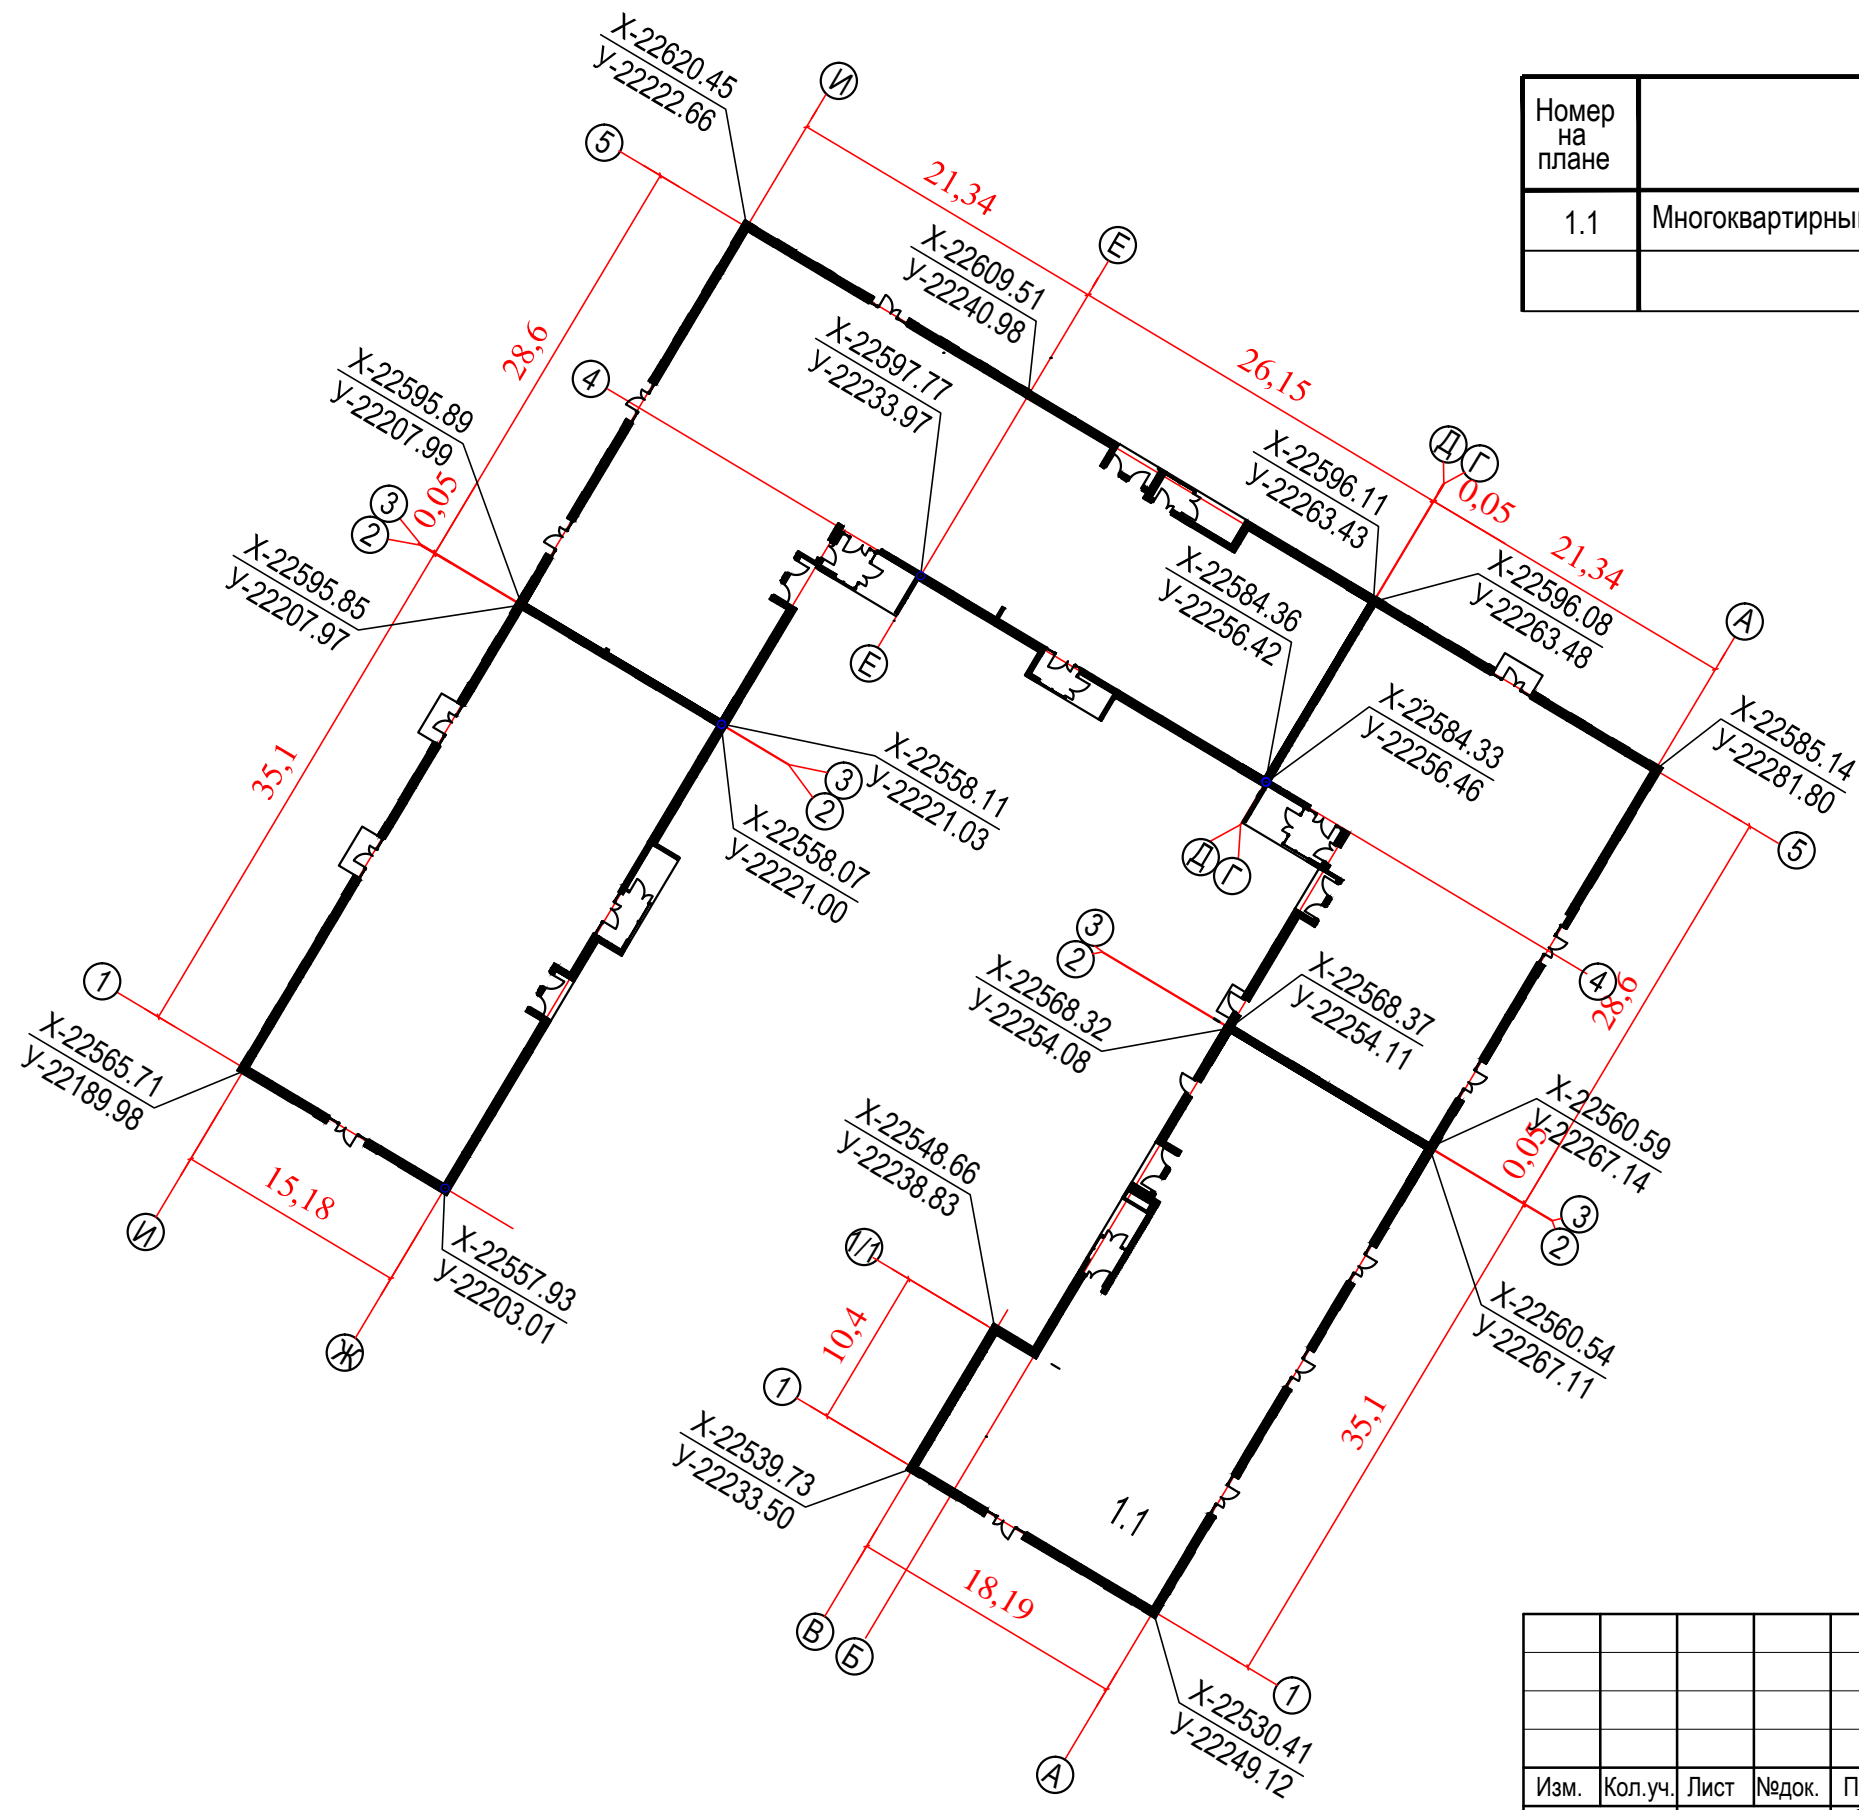 X-22620.45
У-22222.66
И
5
21,34
Номер
на
плане
1.1
Многоквартирны
X-22609.51
У-22240.98
Е
28,6
X-22597.77
У-22233.97
X-22595.89
У-22207.99
4
26,15
X-22596.11
У-22263.43
Д
Г
0,05
3
2
0,05
X-22595.85
У-22207.97
X-22584.36
У-22256.42
21,34
X-22596.08
У-22263.48
А
Е
X-22584.33
У-22256.46
X-22585.14
У-22281.80
35,1
X-22558.11
У-22221.03
3
2
X-22558.07
У-22221.00
Д
Г
5
3
2
1
X-22568.32
У-22254.08
X-22568.37
У-22254.11
4
28,6
X-22565.71
У-22189.98
X-22548.66
У-22238.83
X-22560.59
У-22267.14
0,05
15,18
И
3
2
1/1
X-22557.93
У-22203.01
Ж
10,4
X-22560.54
У-22267.11
1
35,1
X-22539.73
У-22233.50
1.1
18,19
В
Б
1
X-22530.41
У-22249.12
А
Изм.
Кол.уч.
Лист
№док.
П